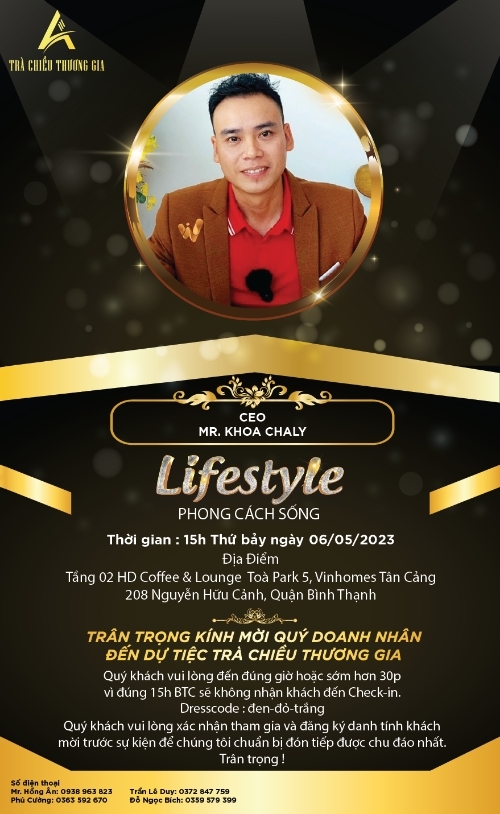 TRÀ CHIỀU THƯƠNG GIA
CEO
MR. KHOA CHALY
Lifestyle
PHONG CÁCH SỐNG
Thời gian : 15h Thứ bảy ngày 06/05/2023
Địa Điểm
Tầng 02 HD Coffee & Lounge Toà Park 5, Vinhomes Tân Cảng
208 Nguyễn Hữu Cảnh, Quận Bình Thạnh
TRÂN TRỌNG KÍNH MỜI QUÝ DOANH NHÂN
ĐẾN DỰ TIỆC TRÀ CHIỀU THƯƠNG GIA
Quý khách vui lòng đến đúng giờ hoặc sớm hơn 30p
vì đúng 15h BTC sẽ không nhận khách đến Check-in.
Dresscode : đen-đỏ-trắng
Quý khách vui lòng xác nhận tham gia và đăng ký danh tính khách
mời trước sự kiện để chúng tôi chuẩn bị đón tiếp được chu đáo nhất.
Trân trọng !
Số điện thoại
Mr. Hồng Ân: 0938 963 823 Trần Lê Duy: 0372 847 759
Phú Cường: 0363 592 670 Đỗ Ngọc Bích: 0359 579 399